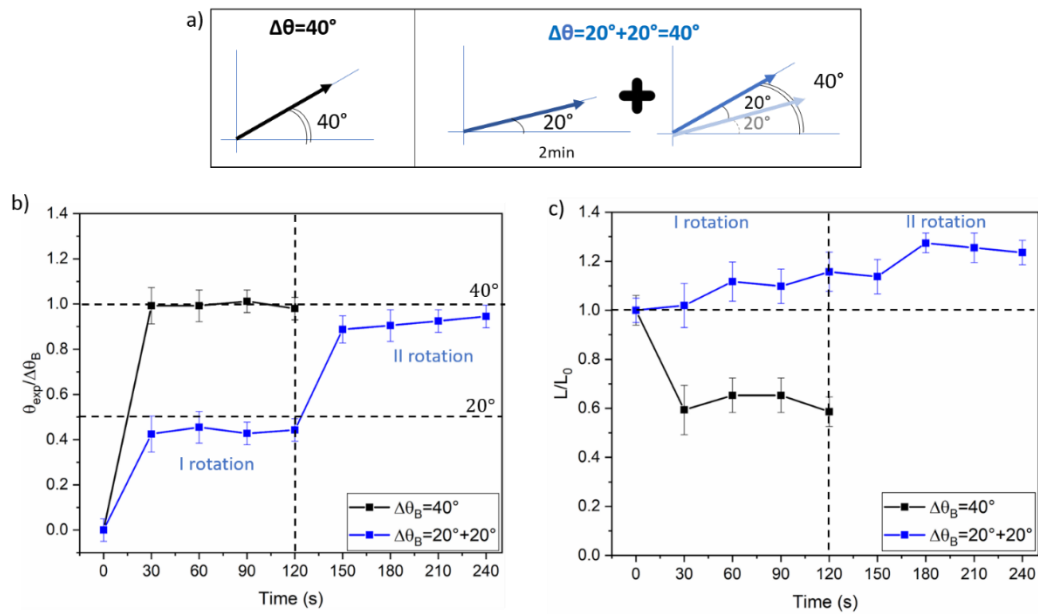 a)
Δθ=40°
Δθ=20°+20°=40°
40°
20°
2min
40°
20°
20°
b)
1.4
1.2
1.0
0.8
0.6
0.4
0.2
0.0
θexp/ΔθB
40°
20°
I rotation
II rotation
ΔθB=40°
ΔθB=20°+20°
0 30 60 90 120 150 180 210 240
Time (s)
c)
1.4
1.2
1.0
0.8
0.6
0.4
0.2
0.0
L/L0
I rotation
II rotation
ΔθB=40°
ΔθB=20°+20°
0 30 60 90 120 150 180 210 240
Time (s)